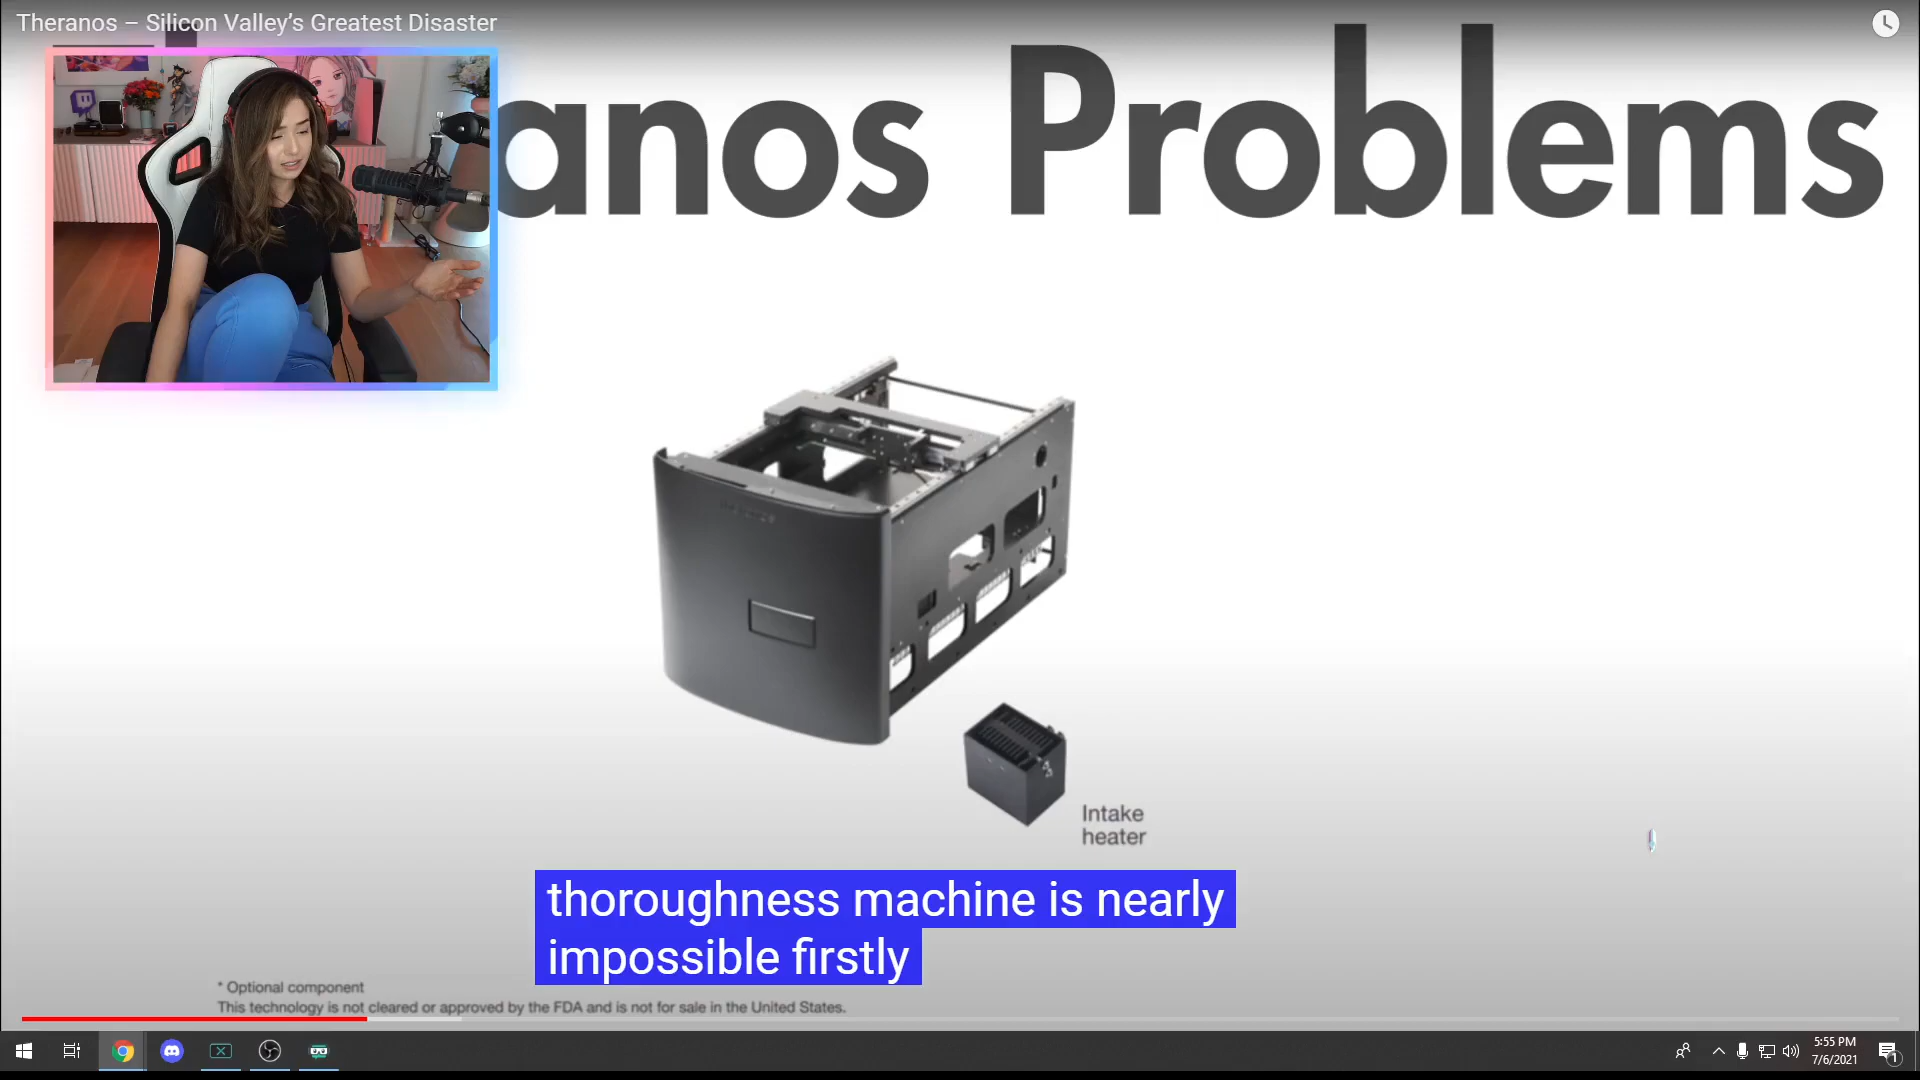 Theranos – Silicon Valley’s Greatest Disaster
anos Problems
Intake
heater
thoroughness machine is nearly
impossible firstly
* Optional component
This technology is not cleared or approved by the FDA and is not for sale in the United States.
5:55 PM
7/6/2021
1